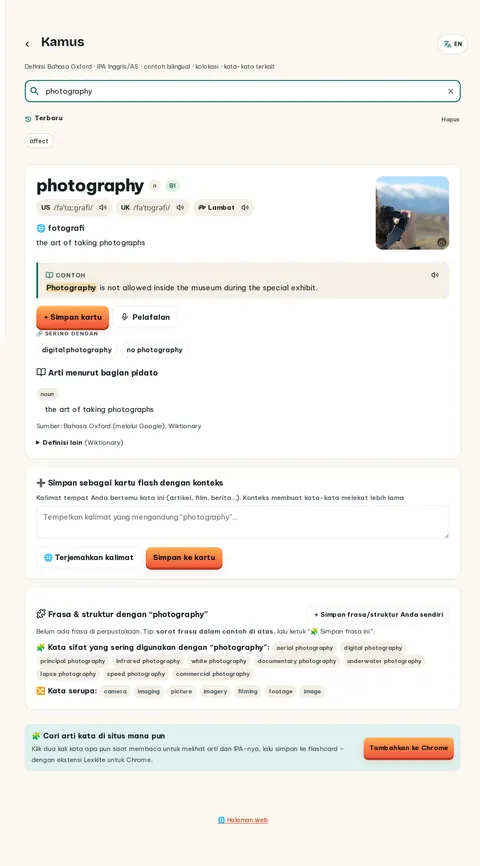 Kamus
EN
Definisi Bahasa Oxford · IPA Inggris/AS · contoh bilingual · kolokasi · kata-kata terkait
photography
Terbaru
Hapus
affect
photography n B1
US /fəˈtɑːɡrəfi/ UK /fəˈtɒɡrəfi/ Lambat
fotografi
the art of taking photographs
CONTOH
Photography is not allowed inside the museum during the special exhibit.
+ Simpan kartu Pelafalan
SERING DENGAN
digital photography no photography
Arti menurut bagian pidato
noun
the art of taking photographs
Sumber: Bahasa Oxford (melalui Google), Wiktionary
Definisi lain (Wiktionary)
Simpan sebagai kartu flash dengan konteks
Kalimat tempat Anda bertemu kata ini (artikel, film, berita...). Konteks membuat kata-kata melekat lebih lama
Tempelkan kalimat yang mengandung "photography"...
Terjemahkan kalimat Simpan ke kartu
Frasa & struktur dengan "photography"
+ Simpan frasa/struktur Anda sendiri
Belum ada frasa di perpustakaan. Tip: sorot frasa dalam contoh di atas, lalu ketuk "Simpan frasa ini".
Kata sifat yang sering digunakan dengan "photography": aerial photography digital photography
principal photography infrared photography white photography documentary photography underwater photography
lapse photography speed photography commercial photography
Kata serupa: camera imaging picture imagery filming footage image
Cari arti kata di situs mana pun
Klik dua kali kata apa pun saat membaca untuk melihat arti dan IPA-nya, lalu simpan ke flashcard –
dengan ekstensi Lexkite untuk Chrome.
Tambahkan ke Chrome
Halaman web